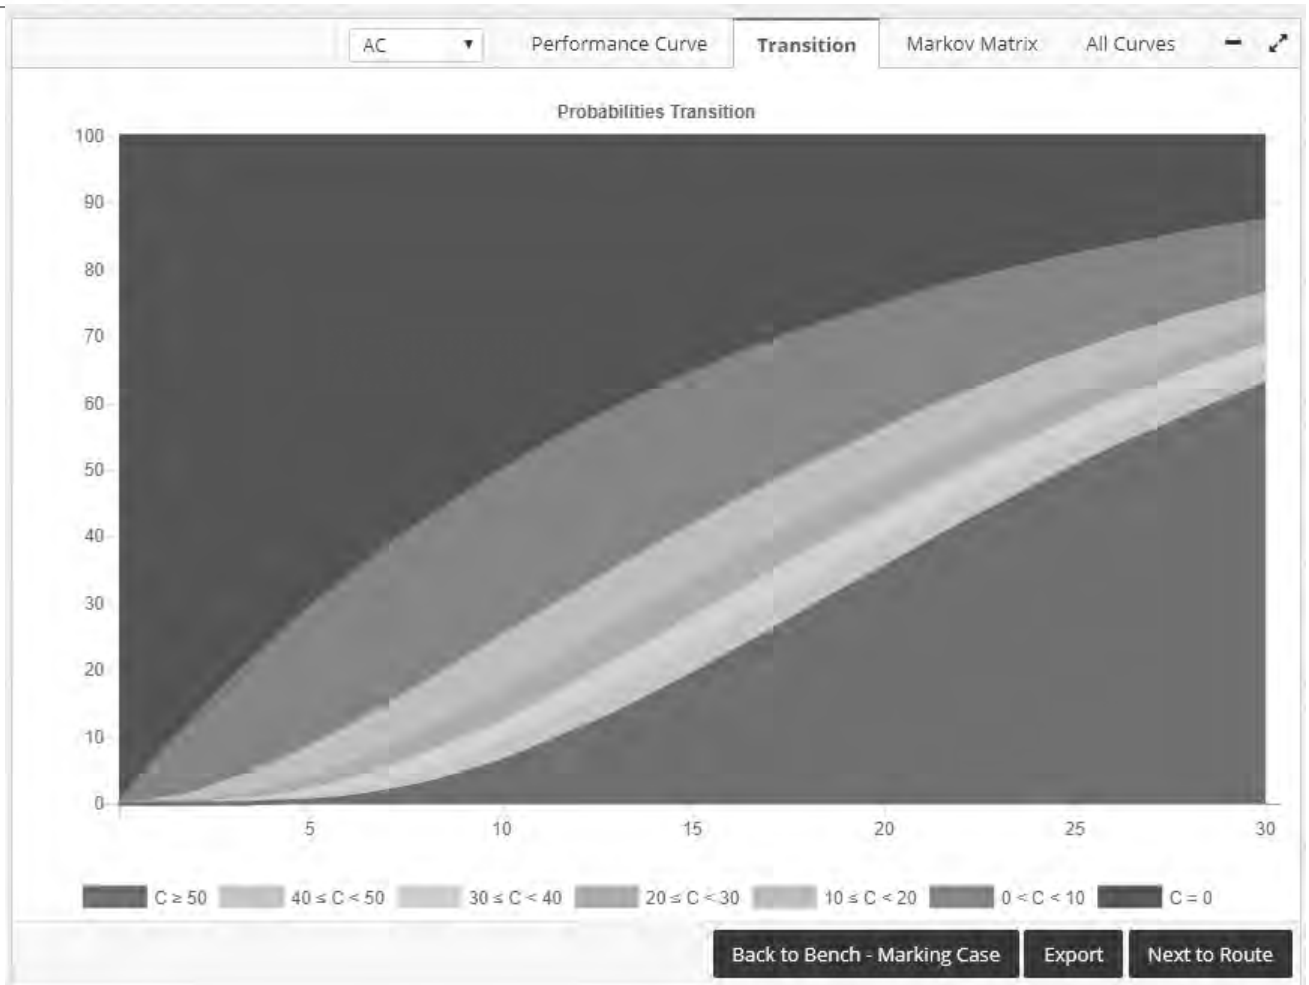 AC Performance Curve Transition Markov Matrix All Curves
Probabilities Transition
100
90
80
70
60
50
40
30
20
10
0
5 10 15 20 25 30
C ≥ 50 40 ≤ C < 50 30 ≤ C < 40 20 ≤ C <30 10 ≤ C < 20 0 < C < 10 C = 0
Back to Bench - Marking Case Export Next to Route